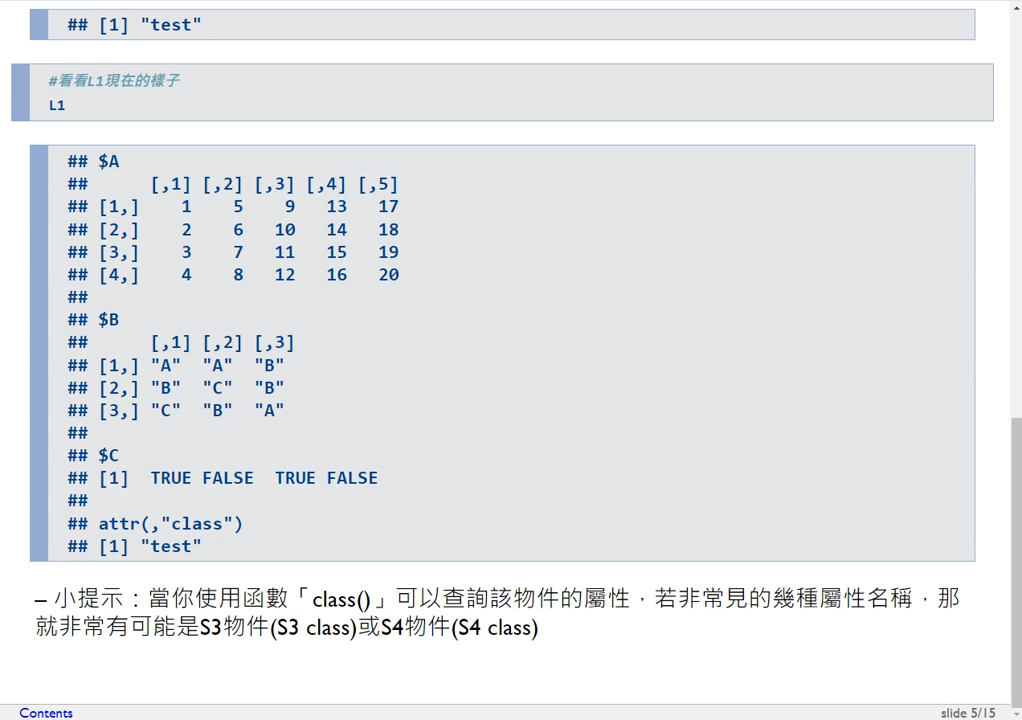 ## [1] "test"
#看看L1現在的樣子
L1
## $A
##      [,1] [,2] [,3] [,4] [,5]
## [1,]    1    5    9   13   17
## [2,]    2    6   10   14   18
## [3,]    3    7   11   15   19
## [4,]    4    8   12   16   20
##
## $B
##      [,1] [,2] [,3]
## [1,] "A"  "A"  "B"
## [2,] "B"  "C"  "B"
## [3,] "C"  "B"  "A"
##
## $C
## [1]  TRUE FALSE  TRUE FALSE
##
## attr(,"class")
## [1] "test"
– 小提示：當你使用函數「class()」可以查詢該物件的屬性，若非常見的幾種屬性名稱，那
就非常有可能是S3物件(S3 class)或S4物件(S4 class)
Contents
slide 5/15